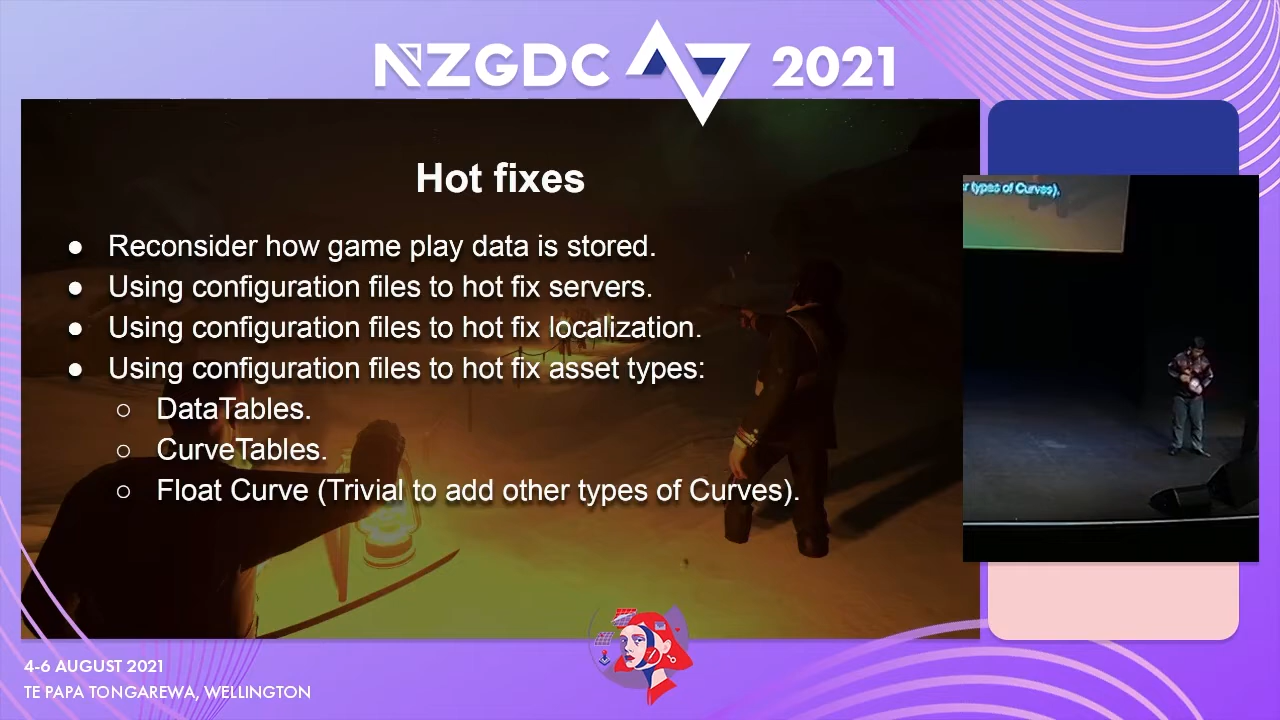 NZGDC 2021
Hot fixes
● Reconsider how game play data is stored.
● Using configuration files to hot fix servers.
● Using configuration files to hot fix localization.
● Using configuration files to hot fix asset types:
○ DataTables.
○ CurveTables.
○ Float Curve (Trivial to add other types of Curves).
r types of Curves).
4-6 AUGUST 2021
TE PAPA TONGAREWA, WELLINGTON